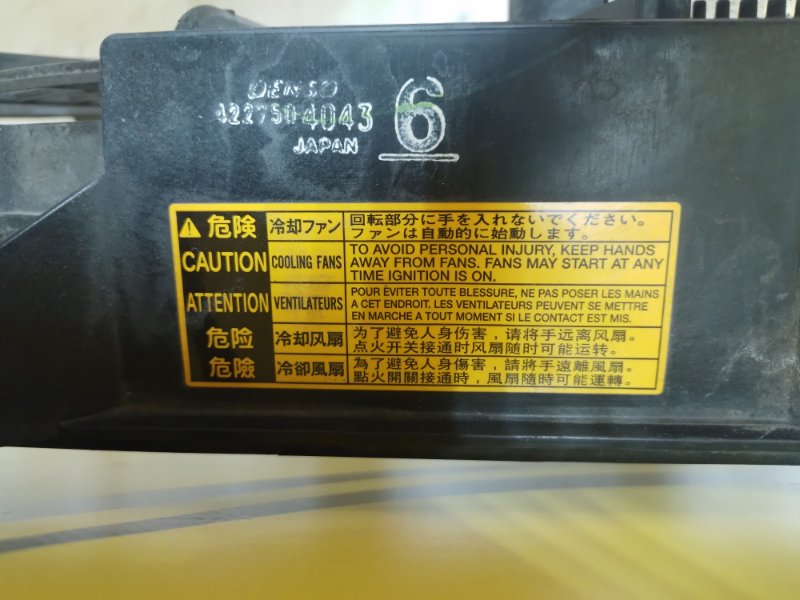 DENSO
422750 4043 6
JAPAN
⚠危険 冷却ファン 回転部分に手を入れないでください。
ファンは自動的に始動します。
CAUTION COOLING FANS TO AVOID PERSONAL INJURY, KEEP HANDS
AWAY FROM FANS. FANS MAY START AT ANY
TIME IGNITION IS ON.
ATTENTION VENTILATEURS POUR ÉVITER TOUTE BLESSURE, NE PAS POSER LES MAINS
A CET ENDROIT. LES VENTILATEURS PEUVENT SE METTRE
EN MARCHE A TOUT MOMENT SI LE CONTACT EST MIS.
危险 冷却风扇 为了避免人身伤害，请将手远离风扇。
点火开关接通时风扇随时可能运转。
危險 冷卻風扇 為了避免人身傷害，請將手遠離風扇。
點火開關接通時，風扇隨時可能運轉。